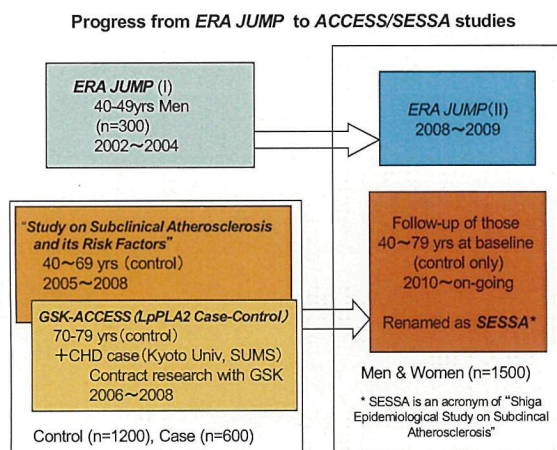 Progress from ERA JUMP to ACCESS/SESSA studies
ERA JUMP (I)
40-49yrs Men
(n=300)
2002～2004
ERA JUMP(II)
2008～2009
"Study on Subclinical Atherosclerosis
and its Risk Factors"
40～69 yrs (control)
2005～2008
GSK-ACCESS (LpPLA2 Case-Control)
70-79 yrs(control)
＋CHD case(Kyoto Univ, SUMS)
Contract research with GSK
2006～2008
Control (n=1200), Case (n=600)
Follow-up of those
40～79 yrs at baseline
(control only)
2010～on-going
Renamed as SESSA*
Men & Women (n=1500)
* SESSA is an acronym of "Shiga
Epidemiological Study on Subclincal
Atherosclerosis"